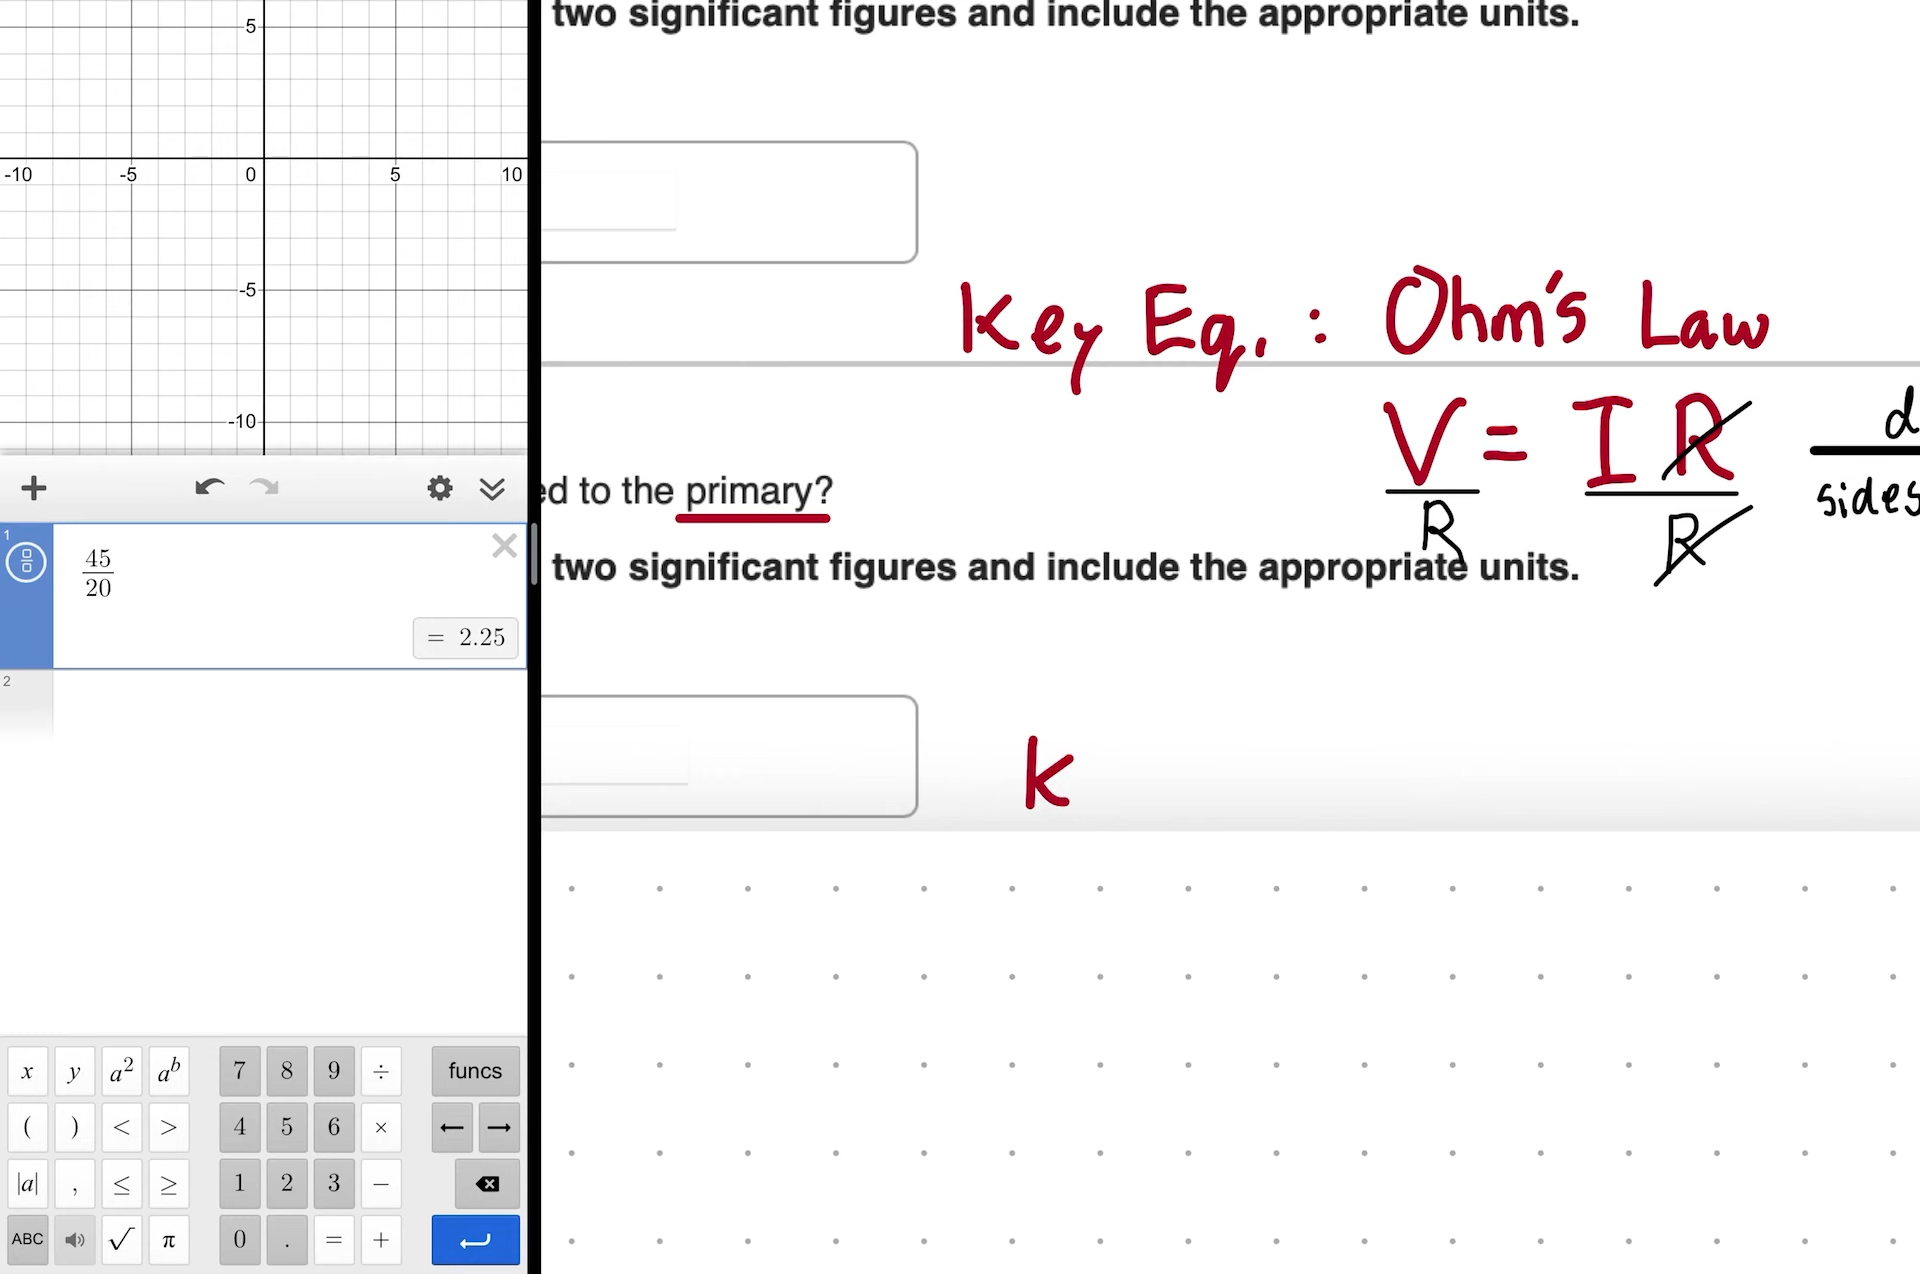 5
-10 -5 0 5 10
-5
-10
1
45
20
= 2.25
2
x y a² aᵇ 7 8 9 ÷ funcs
( ) < > 4 5 6 × ← →
|a| , ≤ ≥ 1 2 3 −
ABC √ π 0 . = +
two significant figures and include the appropriate units.
Key Eq. : Ohm's Law
V = I R
R R
d
sides
ed to the primary?
two significant figures and include the appropriate units.
K